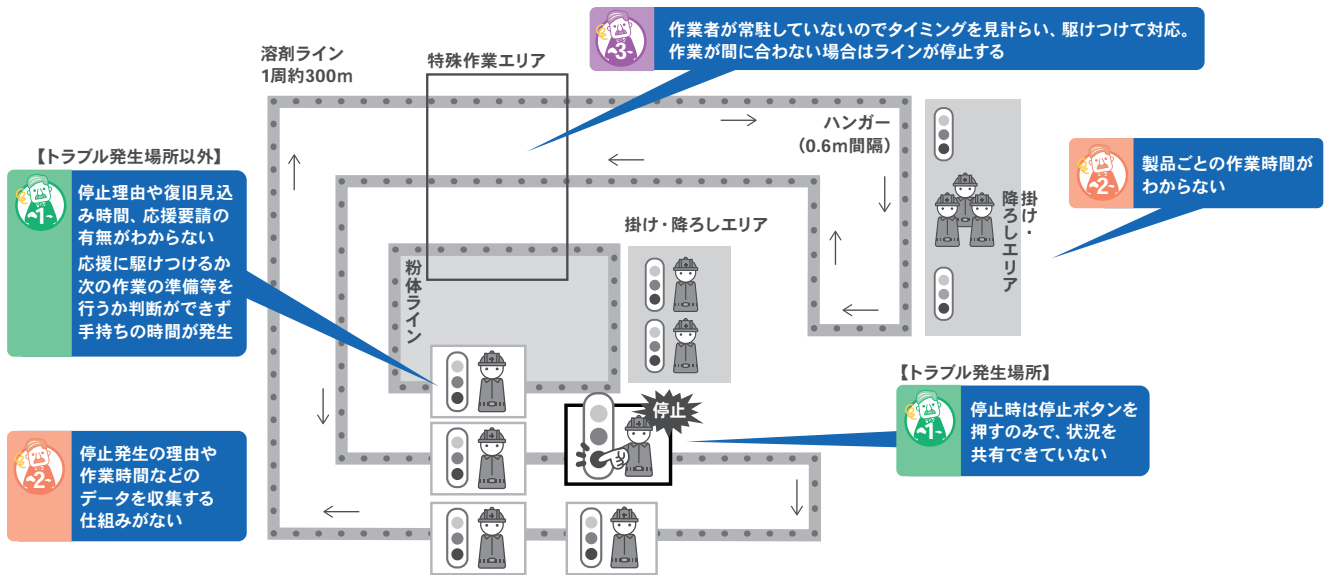 溶剤ライン
1周約300m
特殊作業エリア
~3~
作業者が常駐していないのでタイミングを見計らい、駆けつけて対応。
作業が間に合わない場合はラインが停止する
ハンガー
（0.6m間隔）
【トラブル発生場所以外】
~1~
停止理由や復旧見込
み時間、応援要請の
有無がわからない
応援に駆けつけるか
次の作業の準備等を
行うか判断ができず
手持ちの時間が発生
~2~
製品ごとの作業時間が
わからない
掛け・
降ろしエリア
掛け・降ろしエリア
粉体ライン
停止
【トラブル発生場所】
~1~
停止時は停止ボタンを
押すのみで、状況を
共有できていない
~2~
停止発生の理由や
作業時間などの
データを収集する
仕組みがない